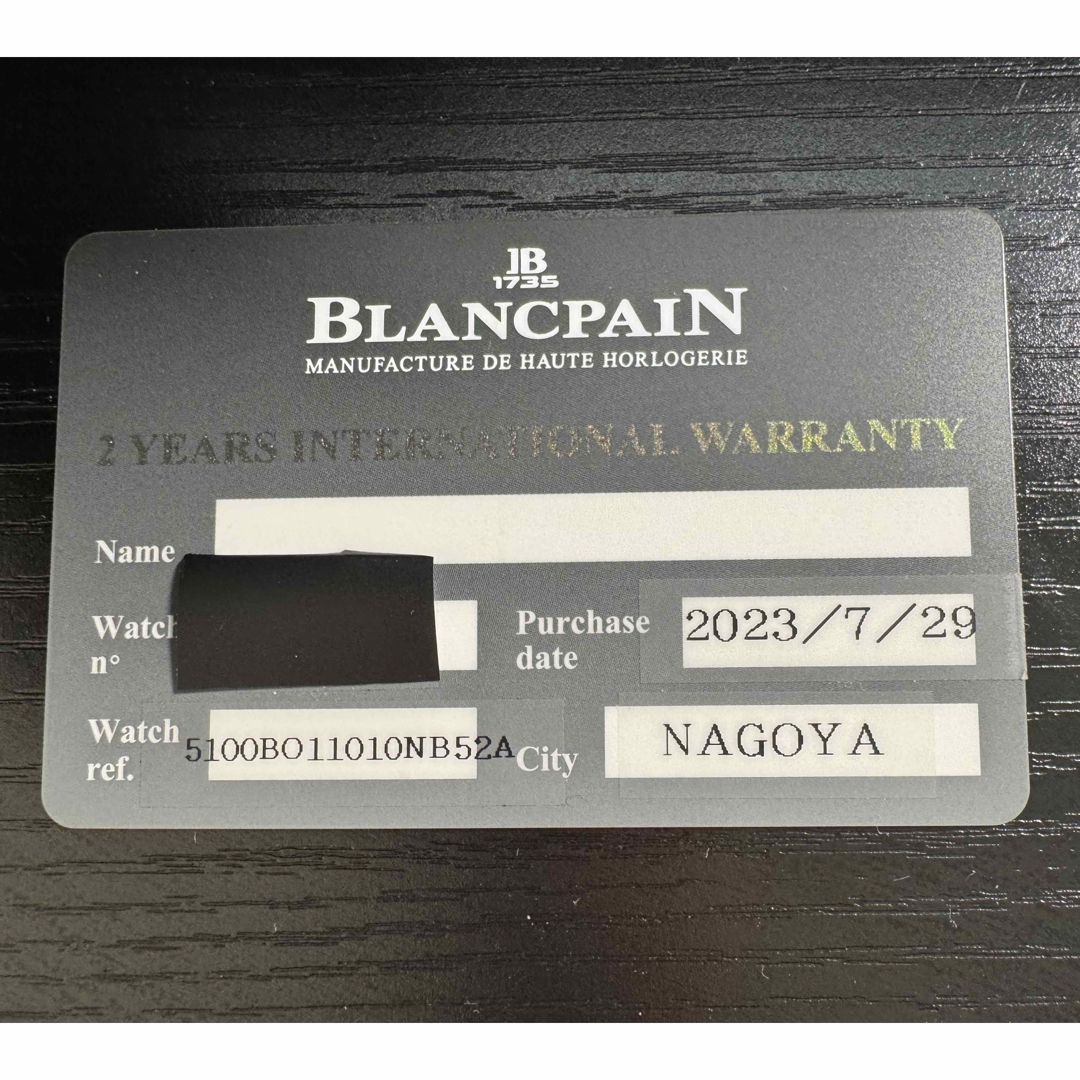 JB
1735
BLANCPAIN
MANUFACTURE DE HAUTE HORLOGERIE
2 YEARS INTERNATIONAL WARRANTY
Name
Watch n°
Purchase date 2023/7/29
Watch ref. 5100BO11010NB52A
City NAGOYA